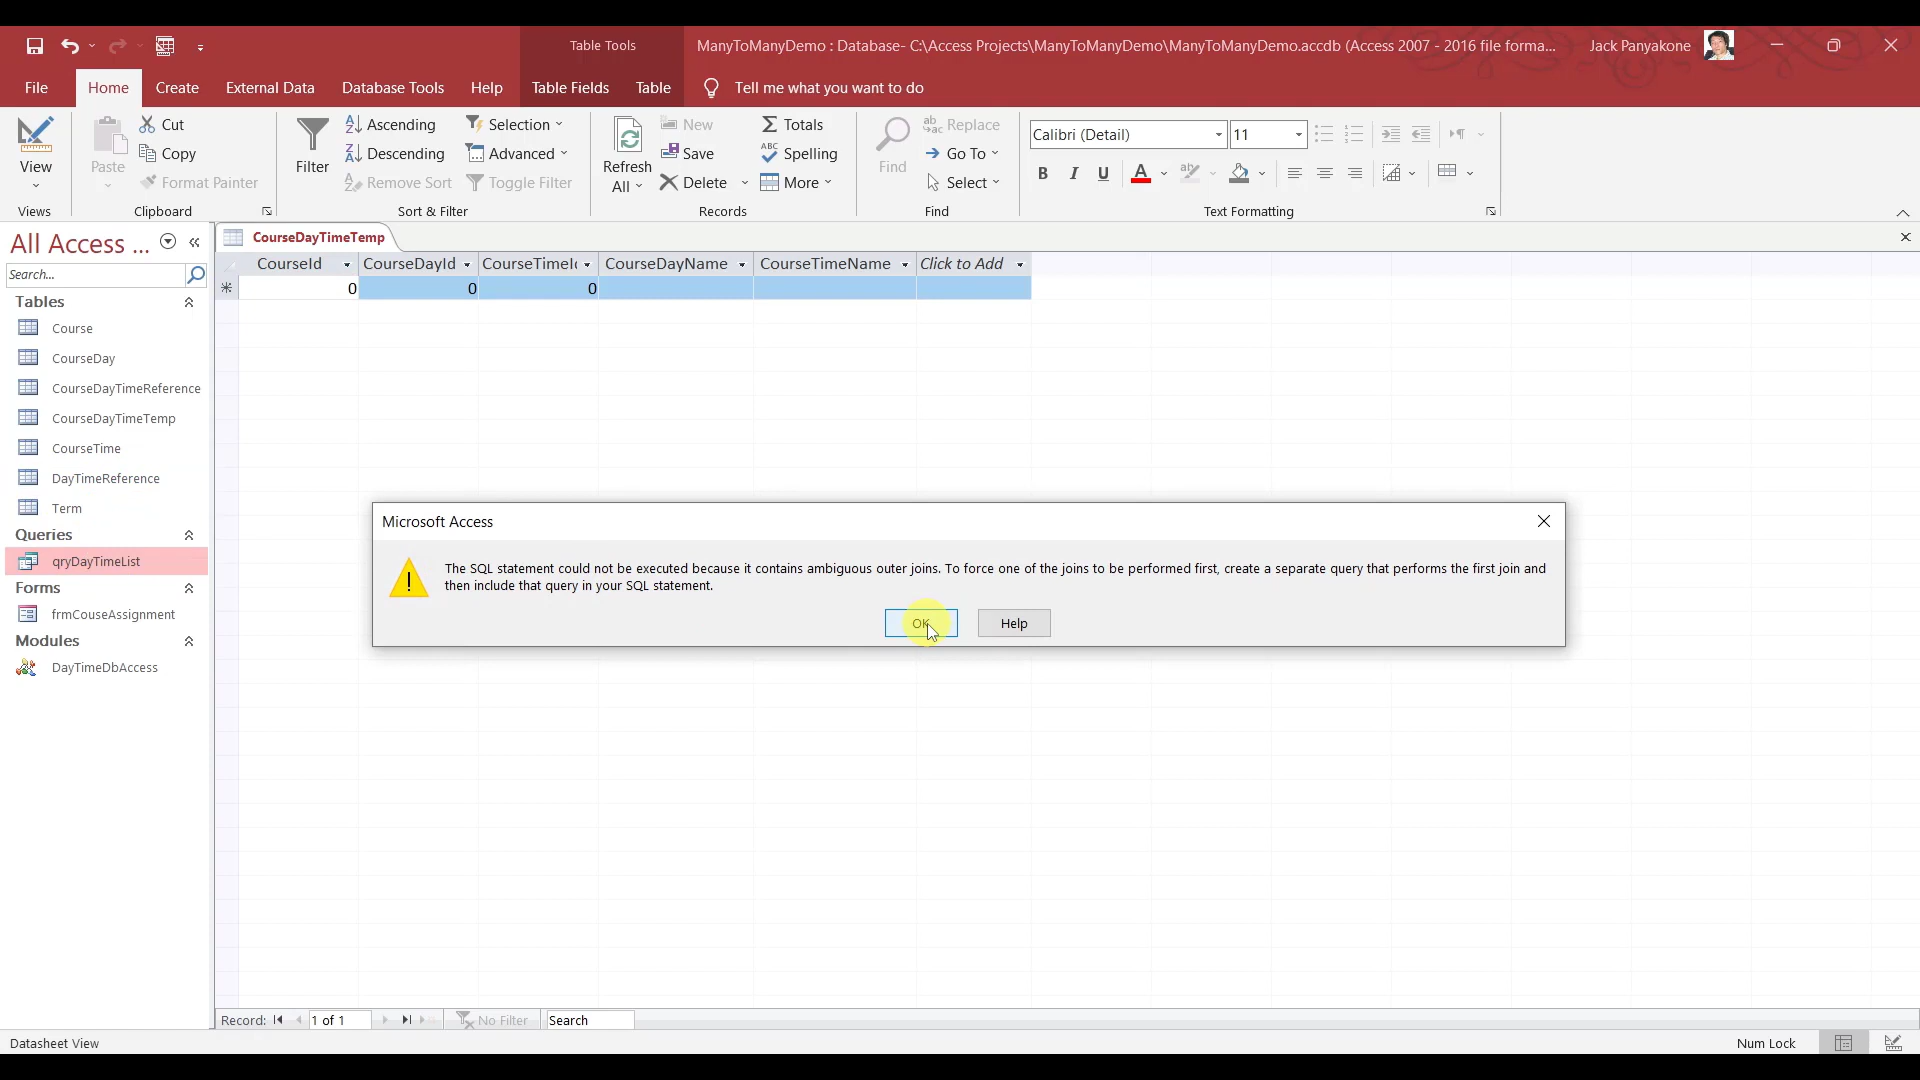 Table Tools
ManyToManyDemo : Database- C:\Access Projects\ManyToManyDemo\ManyToManyDemo.accdb (Access 2007 - 2016 file forma...
Jack Panyakone
File
Home
Create
External Data
Database Tools
Help
Table Fields
Table
Tell me what you want to do
View
Views
Paste
Cut
Copy
Format Painter
Clipboard
Filter
Ascending
Descending
Remove Sort
Selection
Advanced
Toggle Filter
Sort & Filter
Refresh
All
New
Save
Delete
Totals
Spelling
More
Records
Find
Replace
Go To
Select
Find
Calibri (Detail)
11
B
I
U
A
Text Formatting
All Access ...
Search...
Tables
Course
CourseDay
CourseDayTimeReference
CourseDayTimeTemp
CourseTime
DayTimeReference
Term
Queries
qryDayTimeList
Forms
frmCouseAssignment
Modules
DayTimeDbAccess
CourseDayTimeTemp
CourseId
CourseDayId
CourseTimeI
CourseDayName
CourseTimeName
Click to Add
0
0
0
Microsoft Access
The SQL statement could not be executed because it contains ambiguous outer joins. To force one of the joins to be performed first, create a separate query that performs the first join and
then include that query in your SQL statement.
OK
Help
Record:
1 of 1
No Filter
Search
Datasheet View
Num Lock